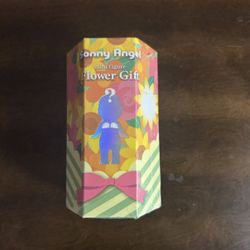 Sonny Angel
mini figure
Flower Gift
?